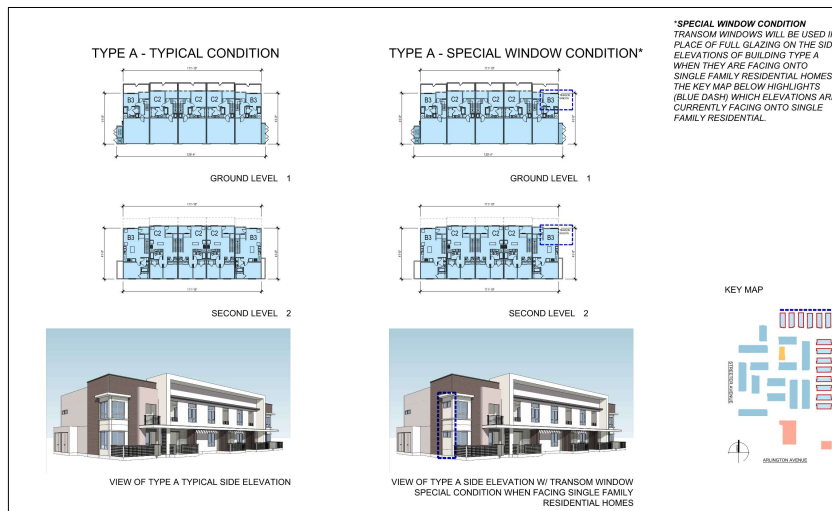 *SPECIAL WINDOW CONDITION
TRANSOM WINDOWS WILL BE USED
PLACE OF FULL GLAZING ON THE
ELEVATIONS OF BUILDING TYPE A
WHEN THEY ARE FACING ONTO
SINGLE FAMILY RESIDENTIAL HOMES
THE KEY MAP BELOW HIGHLIGHTS
(BLUE DASH) WHICH ELEVATIONS
CURRENTLY FACING ONTO SINGLE
FAMILY RESIDENTIAL.
TYPE A - TYPICAL CONDITION
B3 C2 C2 C2 B3
GROUND LEVEL 1
B3 C2 C2 C2 B3
SECOND LEVEL 2
VIEW OF TYPE A TYPICAL SIDE ELEVATION
TYPE A - SPECIAL WINDOW CONDITION*
B3 C2 C2 C2 B3
GROUND LEVEL 1
B3 C2 C2 C2 B3
SECOND LEVEL 2
VIEW OF TYPE A SIDE ELEVATION W/ TRANSOM WINDOW
SPECIAL CONDITION WHEN FACING SINGLE FAMILY
RESIDENTIAL HOMES
KEY MAP
STREETER AVENUE
ARLINGTON AVENUE